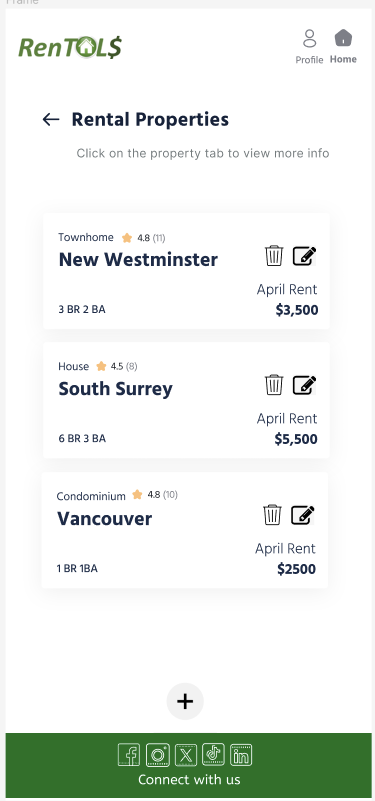 Frame
RenTOLS
Profile Home
← Rental Properties
Click on the property tab to view more info
Townhome 4.8 (11)
New Westminster
April Rent
3 BR 2 BA $3,500
House 4.5 (8)
South Surrey
April Rent
6 BR 3 BA $5,500
Condominium 4.8 (10)
Vancouver
April Rent
1 BR 1BA $2500
+
Connect with us